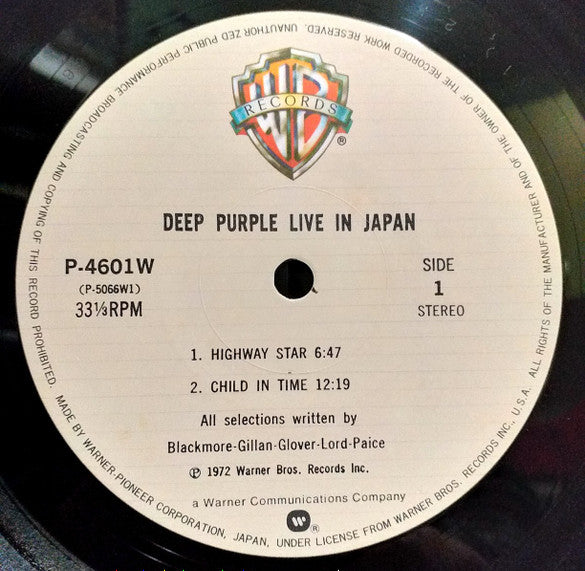 WB
RECORDS
®
DEEP PURPLE LIVE IN JAPAN
P-4601W
(P-5066W1)
33⅓RPM
SIDE
1
STEREO
1. HIGHWAY STAR 6:47
2. CHILD IN TIME 12:19
All selections written by
Blackmore-Gillan-Glover-Lord-Paice
℗ 1972 Warner Bros. Records Inc.
a Warner Communications Company
®
MADE BY WARNER-PIONEER CORPORATION, JAPAN, UNDER LICENSE FROM WARNER BROS. RECORDS INC., U.S.A. ALL RIGHTS OF THE MANUFACTURER AND OF THE OWNER OF THE RECORDED WORK RESERVED. UNAUTHORIZED PUBLIC PERFORMANCE BROADCASTING AND COPYING OF THIS RECORD PROHIBITED.